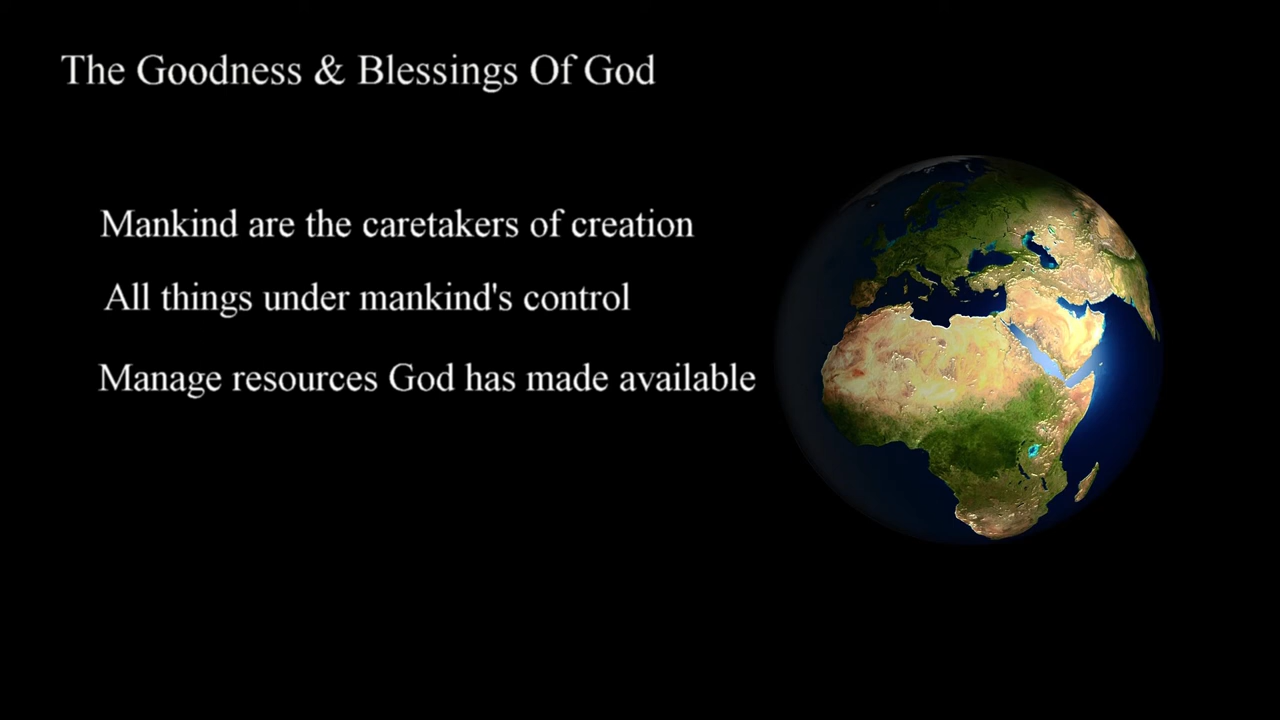 The Goodness & Blessings Of God
Mankind are the caretakers of creation
All things under mankind's control
Manage resources God has made available